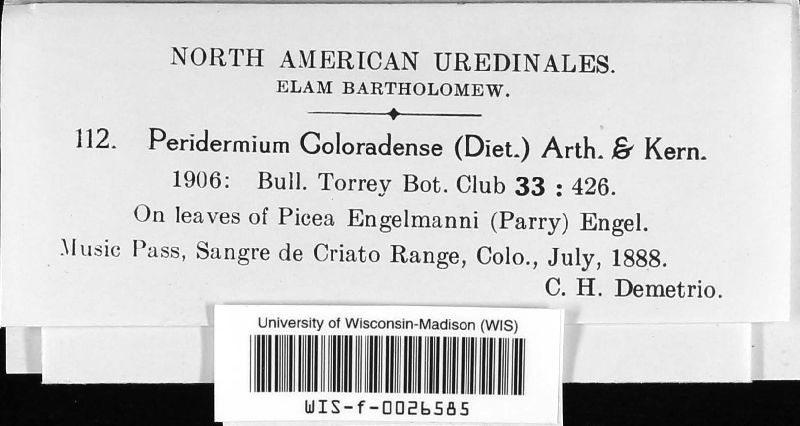 NORTH AMERICAN UREDINALES.
ELAM BARTHOLOMEW.
112. Peridermium Coloradense (Diet.) Arth. & Kern.
1906: Bull. Torrey Bot. Club 33 : 426.
On leaves of Picea Engelmanni (Parry) Engel.
Music Pass, Sangre de Criato Range, Colo., July, 1888.
C. H. Demetrio.
University of Wisconsin-Madison (WIS)
WIS-f-0026585